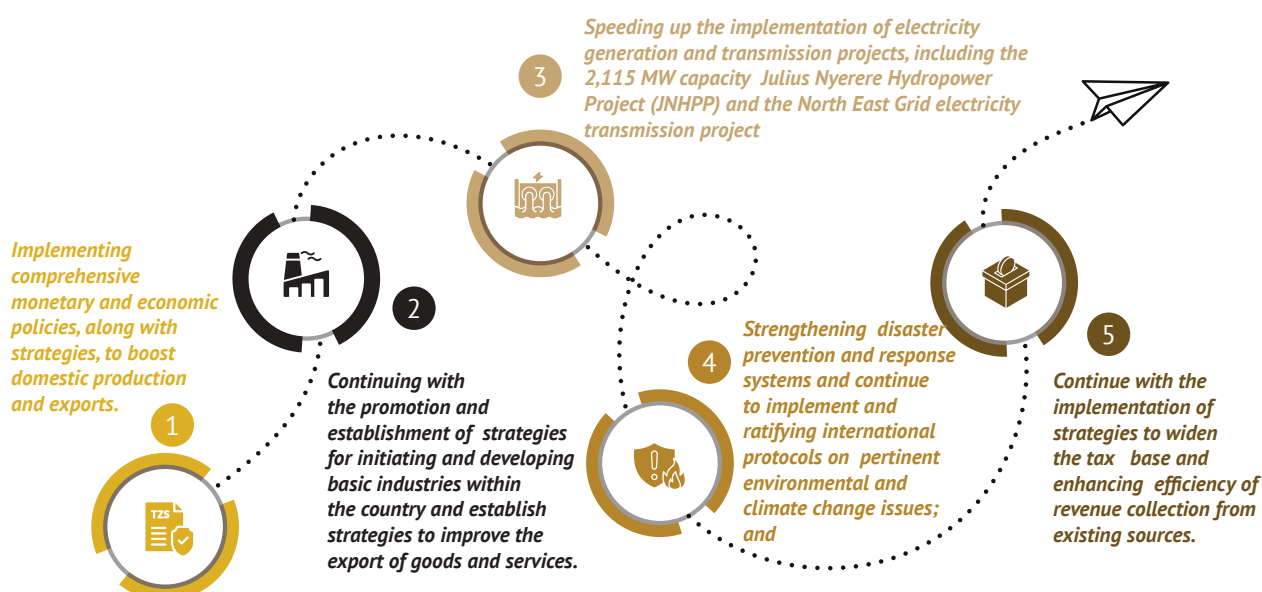 Implementing
comprehensive
monetary and economic
policies, along with
strategies, to boost
domestic production
and exports.
1
TZS
2
Continuing with
the promotion and
establishment of strategies
for initiating and developing
basic industries within
the country and establish
strategies to improve the
export of goods and services.
3
Speeding up the implementation of electricity
generation and transmission projects, including the
2,115 MW capacity Julius Nyerere Hydropower
Project (JNHPP) and the North East Grid electricity
transmission project
4
Strengthening disaster
prevention and response
systems and continue
to implement and
ratifying international
protocols on pertinent
environmental and
climate change issues;
and
5
Continue with the
implementation of
strategies to widen
the tax base and
enhancing efficiency of
revenue collection from
existing sources.